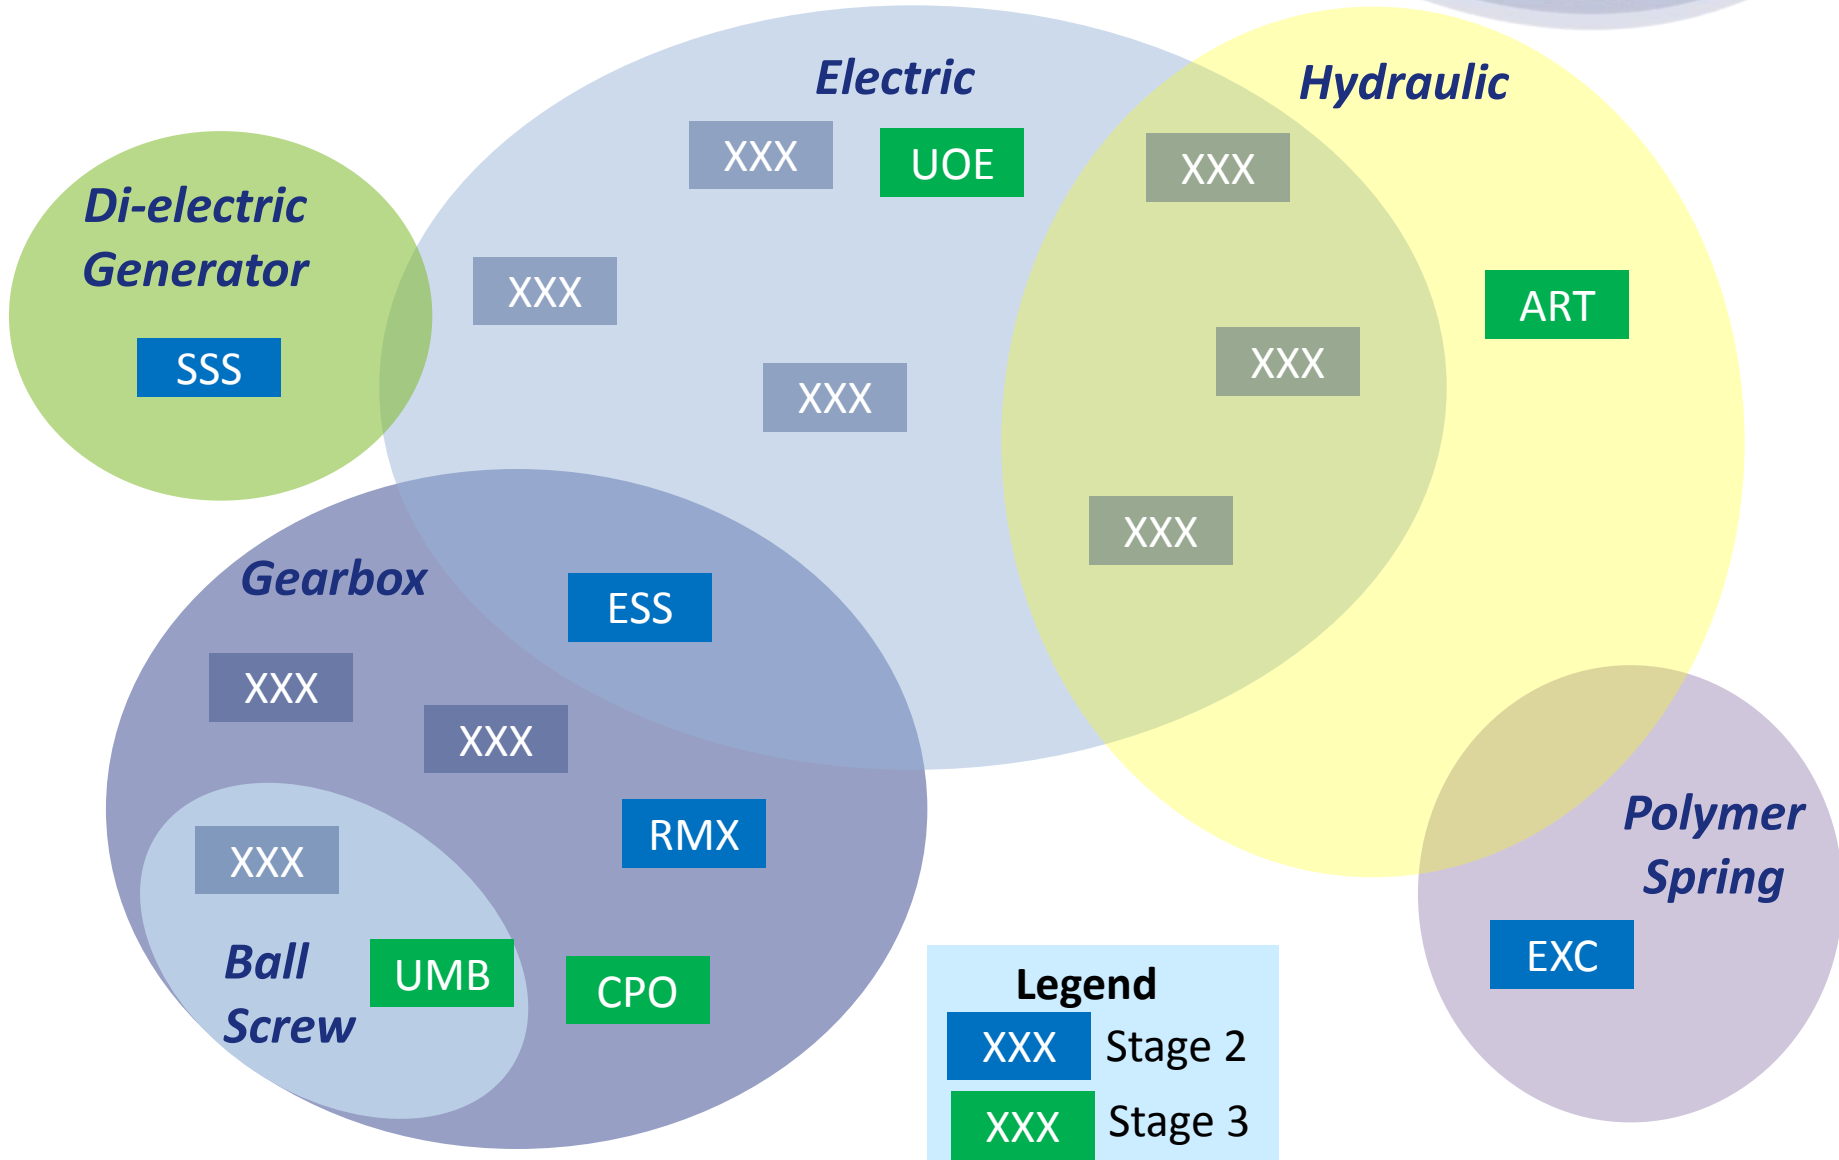 Electric
Hydraulic
XXX
UOE
XXX
Di-electric
Generator
XXX
ART
SSS
XXX
XXX
XXX
Gearbox
ESS
XXX
XXX
RMX
XXX
Polymer
Spring
Ball
Screw
UMB
CPO
EXC
Legend
XXX Stage 2
XXX Stage 3